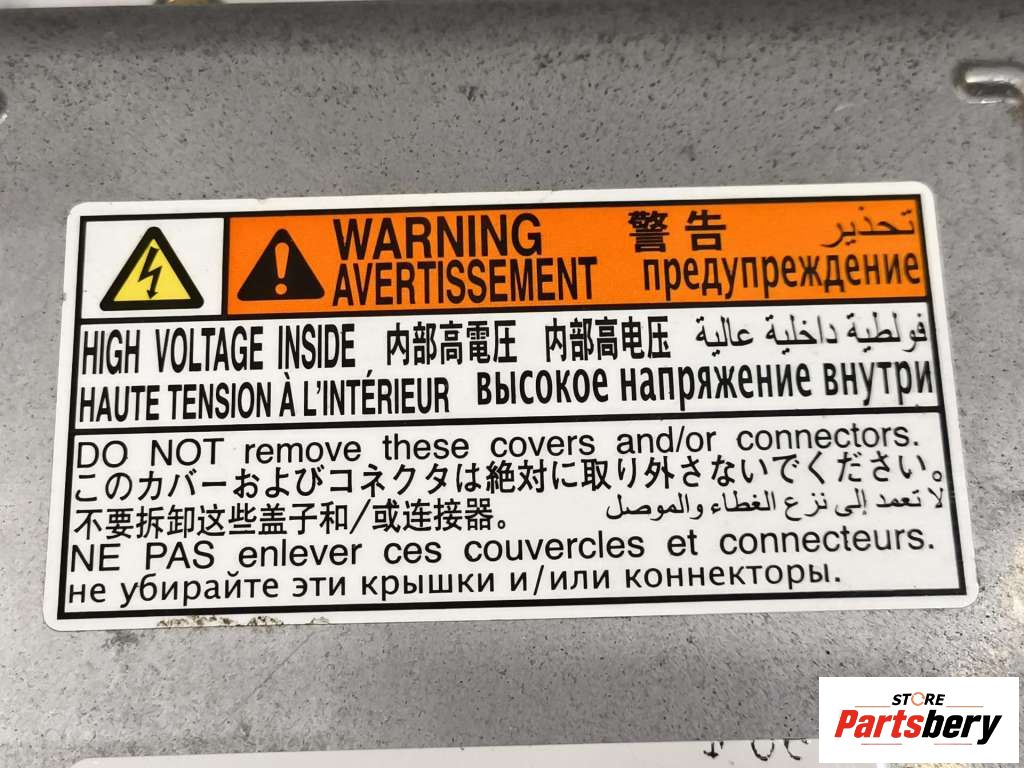 WARNING 警告 تحذير
AVERTISSEMENT предупреждение
HIGH VOLTAGE INSIDE 内部高電圧 内部高电压 فولطية داخلية عالية
HAUTE TENSION À L'INTÉRIEUR высокое напряжение внутри
DO NOT remove these covers and/or connectors.
このカバーおよびコネクタは絶対に取り外さないでください。
不要拆卸这些盖子和/或连接器。 لا تعمد إلى نزع الغطاء والموصل
NE PAS enlever ces couvercles et connecteurs.
не убирайте эти крышки и/или коннекторы.
STORE
Partsbery